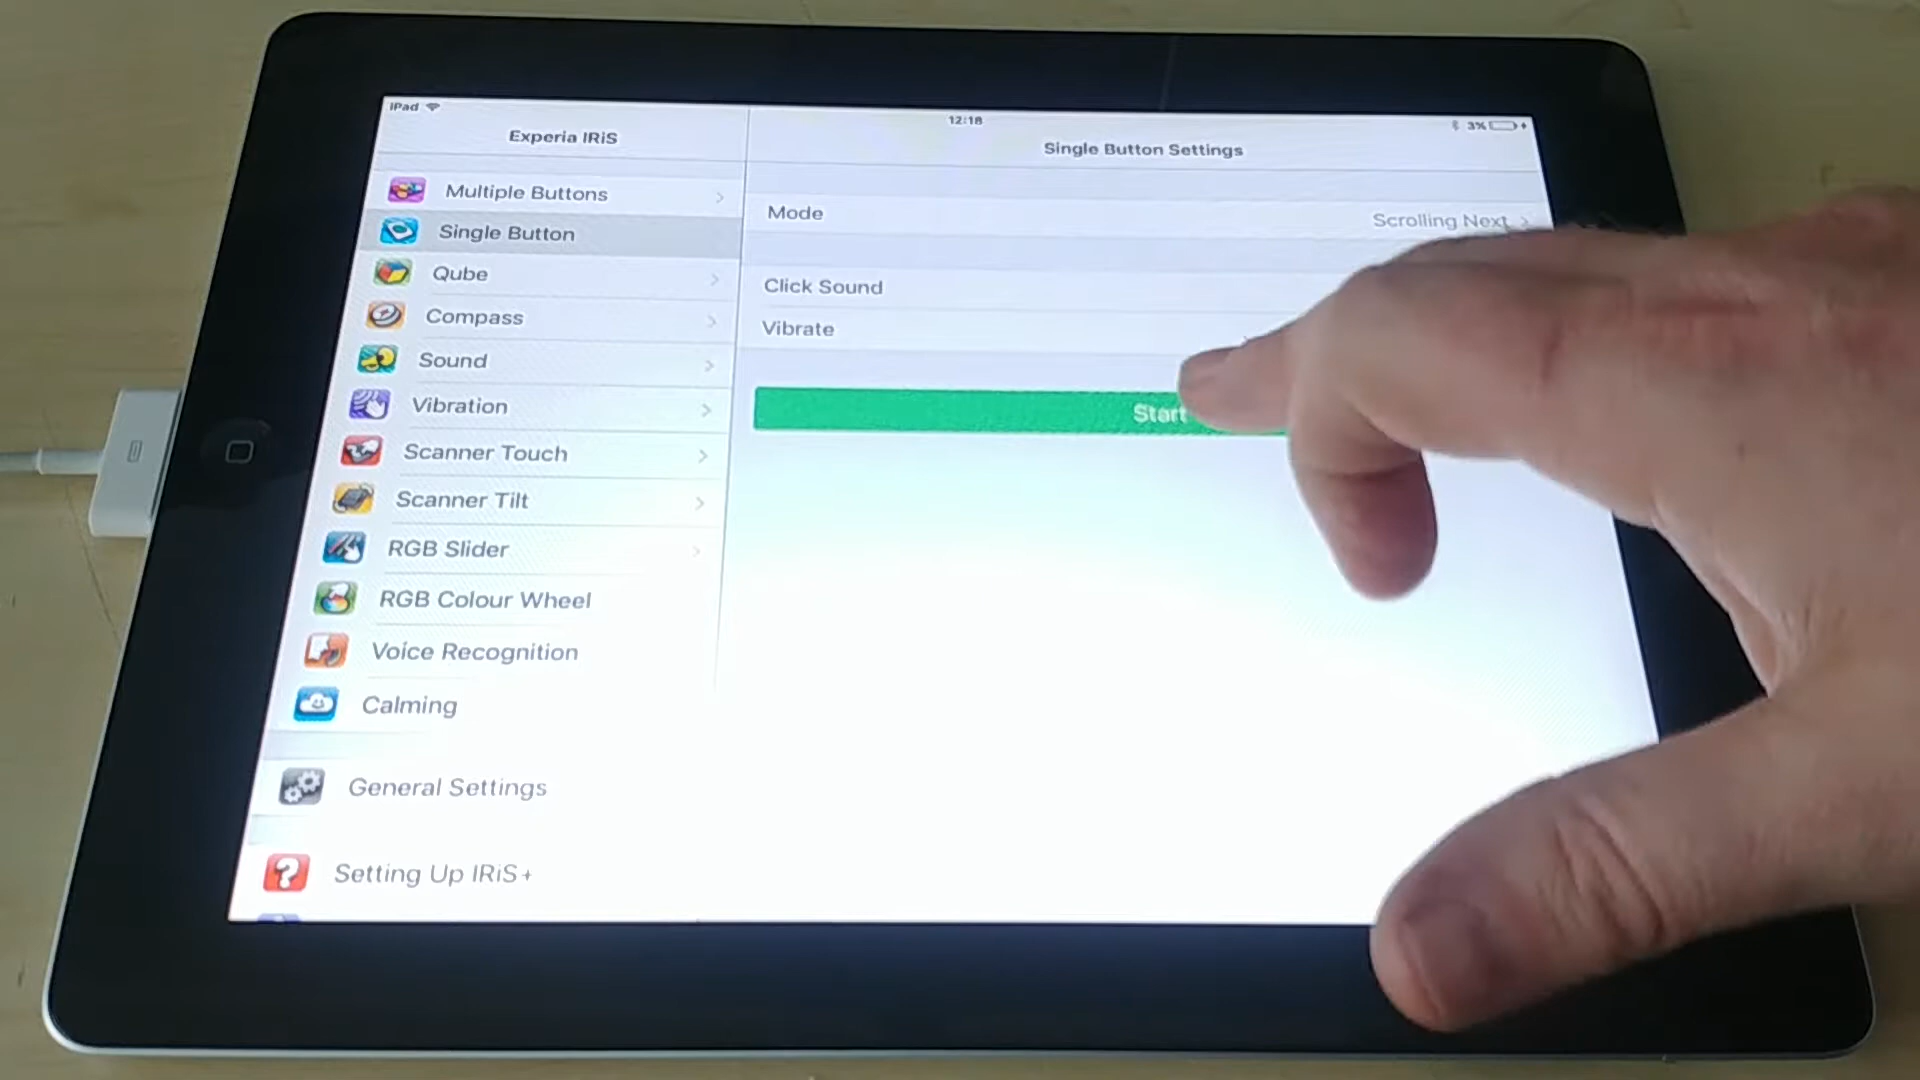 iPad
12:18
3%
Experia IRiS
Single Button Settings
Multiple Buttons
Single Button
Qube
Compass
Sound
Vibration
Scanner Touch
Scanner Tilt
RGB Slider
RGB Colour Wheel
Voice Recognition
Calming
General Settings
Setting Up IRiS+
Mode
Scrolling Next
Click Sound
Vibrate
Start